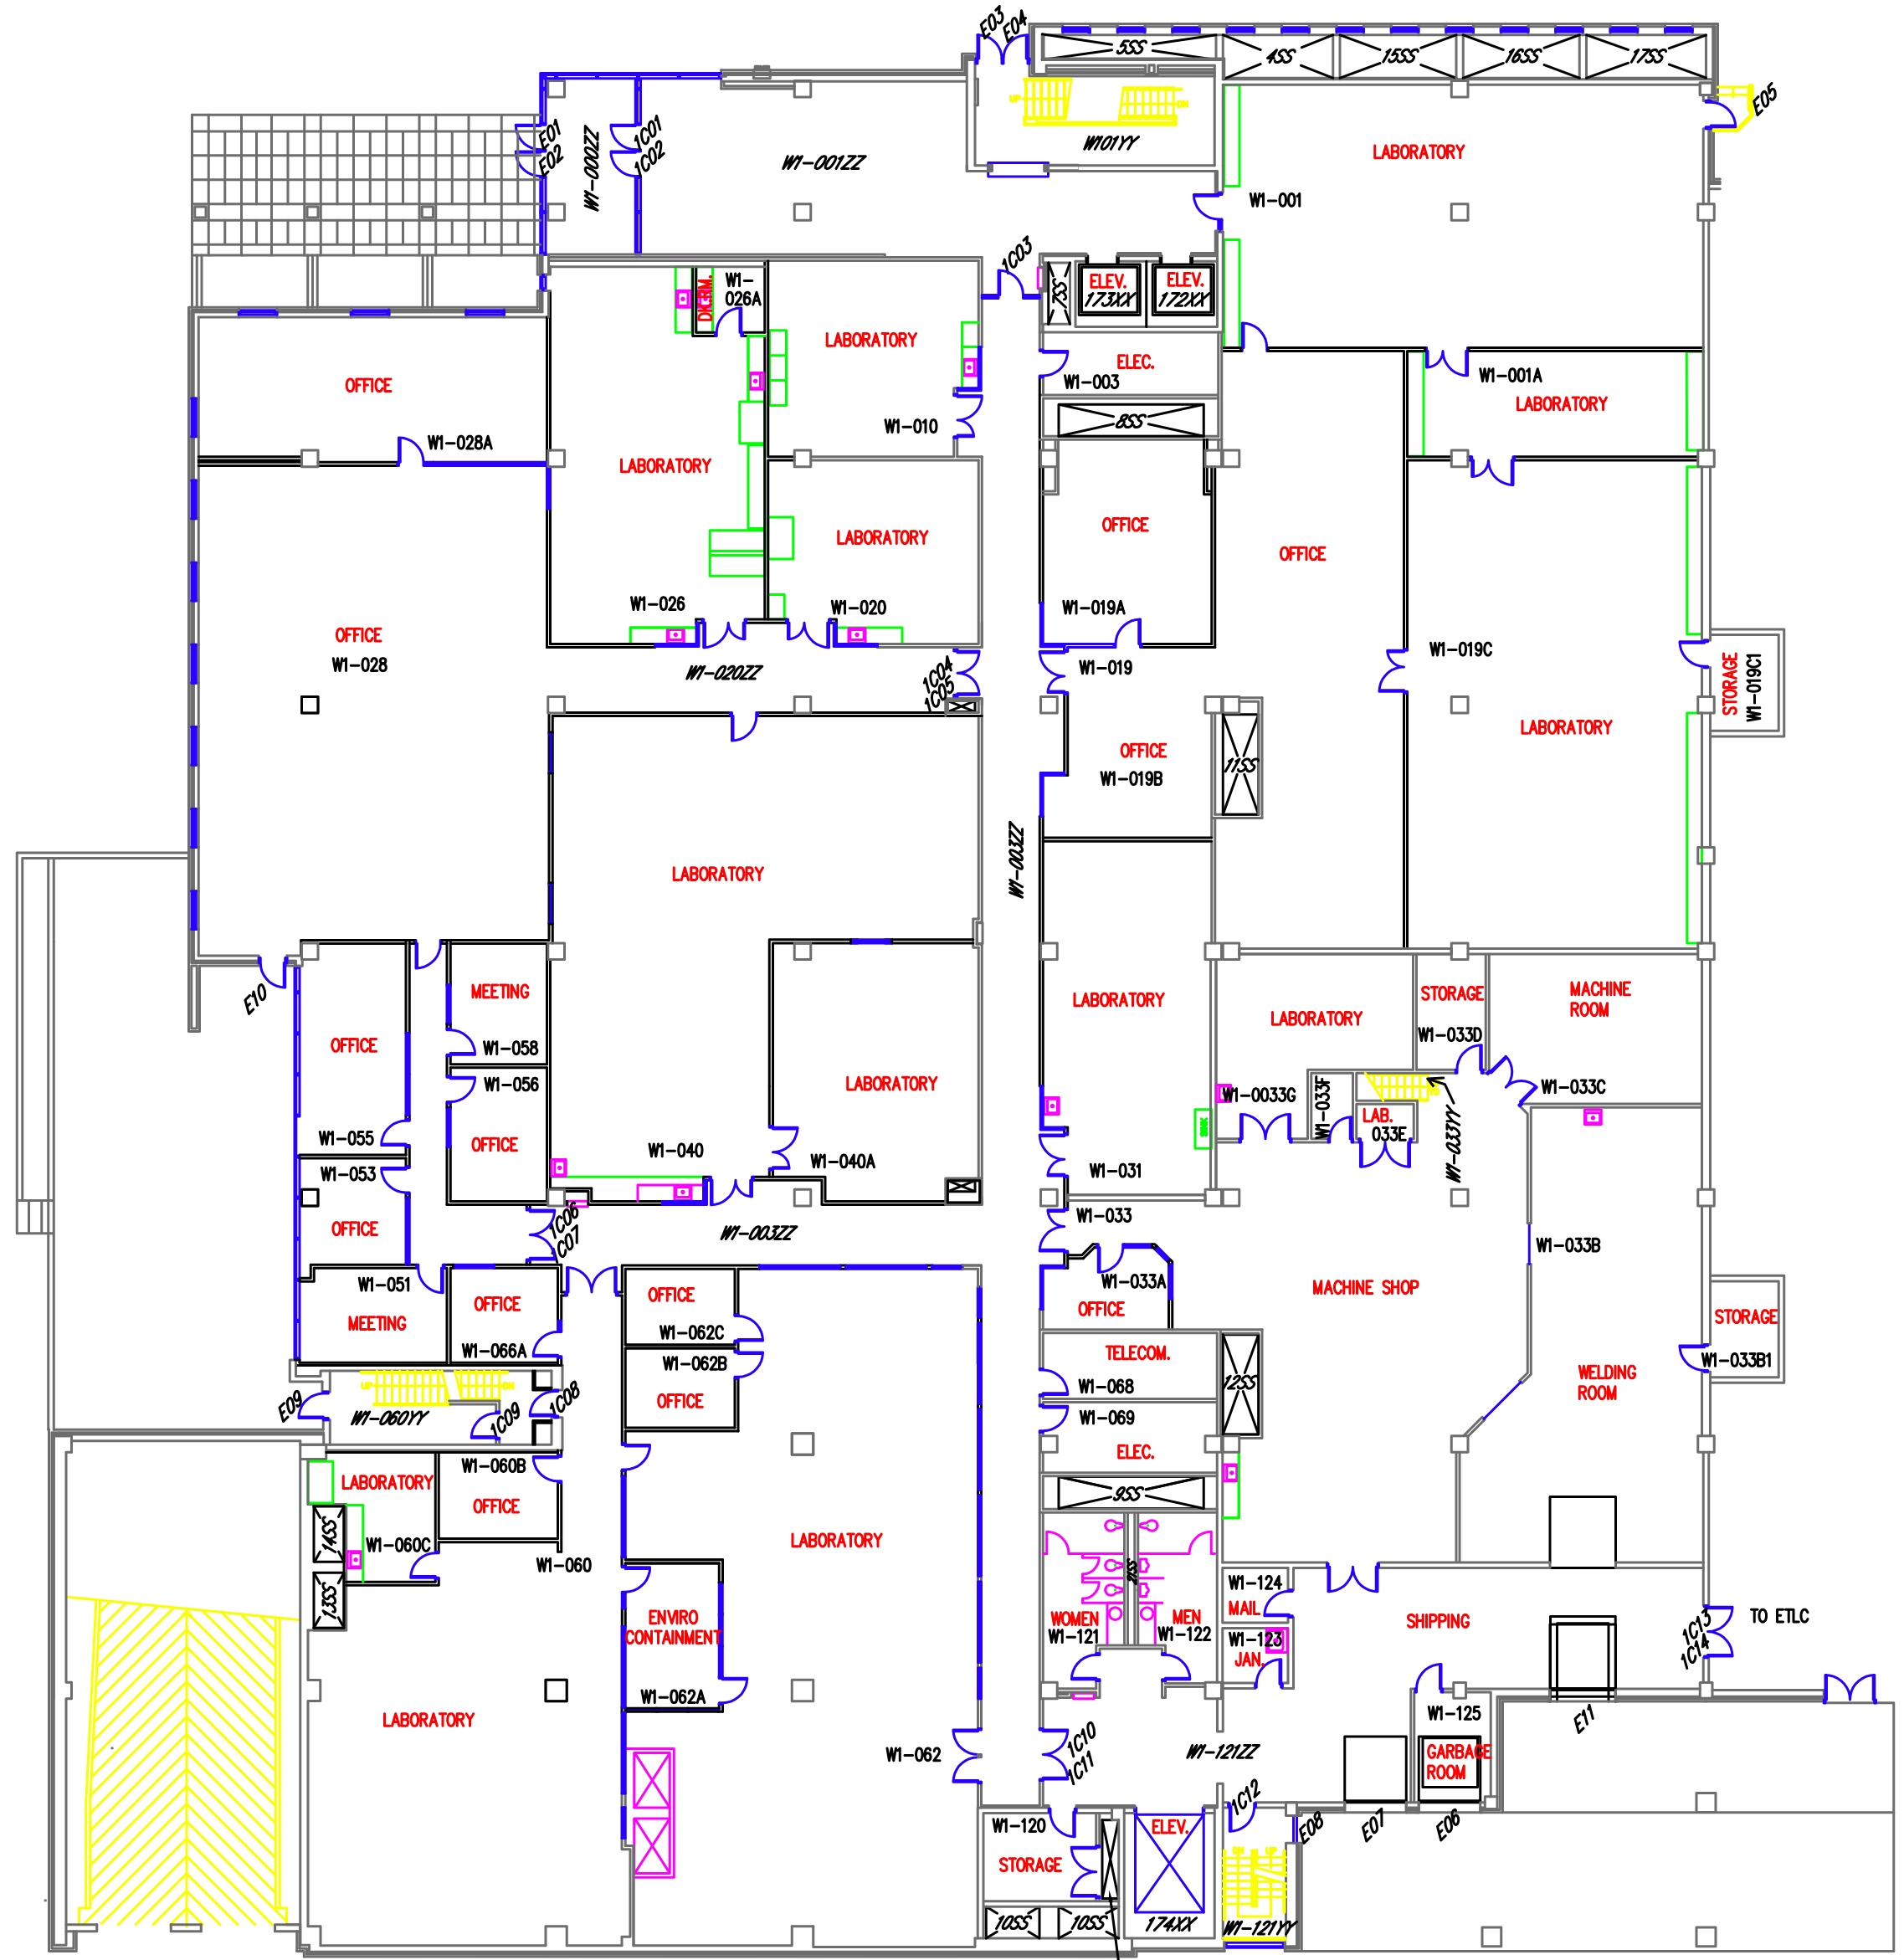 E03
E04
5SS
4SS
15SS
16SS
17SS
E05
UP
DN
W101YY
E01
E02
W1-000ZZ
1C01
1C02
W1-001ZZ
LABORATORY
W1-001
1C03
7SS
ELEV.
173XX
ELEV.
172XX
DK.RM.
W1-
026A
LABORATORY
ELEC.
W1-003
OFFICE
W1-028A
W1-010
8SS
W1-001A
LABORATORY
LABORATORY
LABORATORY
OFFICE
OFFICE
W1-026
W1-020
W1-019A
OFFICE
W1-028
W1-020ZZ
1C04
1C05
W1-019
W1-019C
STORAGE
W1-019C1
LABORATORY
OFFICE
W1-019B
11SS
W1-003ZZ
LABORATORY
E10
MEETING
W1-058
OFFICE
W1-055
W1-056
OFFICE
LABORATORY
LABORATORY
LABORATORY
STORAGE
W1-033D
MACHINE
ROOM
W1-033C
W1-0033G
W1-033F
LAB.
033E
W1-033YY
SINK
W1-040
W1-040A
W1-031
W1-053
OFFICE
1C06
1C07
W1-003ZZ
W1-033
W1-033B
W1-051
MEETING
OFFICE
W1-066A
OFFICE
W1-062C
W1-033A
OFFICE
MACHINE SHOP
STORAGE
W1-033B1
W1-062B
OFFICE
TELECOM.
W1-068
12SS
WELDING
ROOM
E09
UP
DN
W1-060YY
1C09
1C08
W1-069
ELEC.
LABORATORY
W1-060B
OFFICE
14SS
W1-060C
13SS
W1-060
LABORATORY
9SS
21SS
ENVIRO
CONTAINMENT
W1-062A
WOMEN
W1-121
MEN
W1-122
W1-124
MAIL
W1-123
JAN.
SHIPPING
1C13
1C14
TO ETLC
LABORATORY
W1-062
1C10
1C11
W1-121ZZ
W1-125
GARBAGE
ROOM
E11
1C12
E08
E07
E06
W1-120
STORAGE
ELEV.
DN
UP
10SS
10SS
174XX
W1-121YY